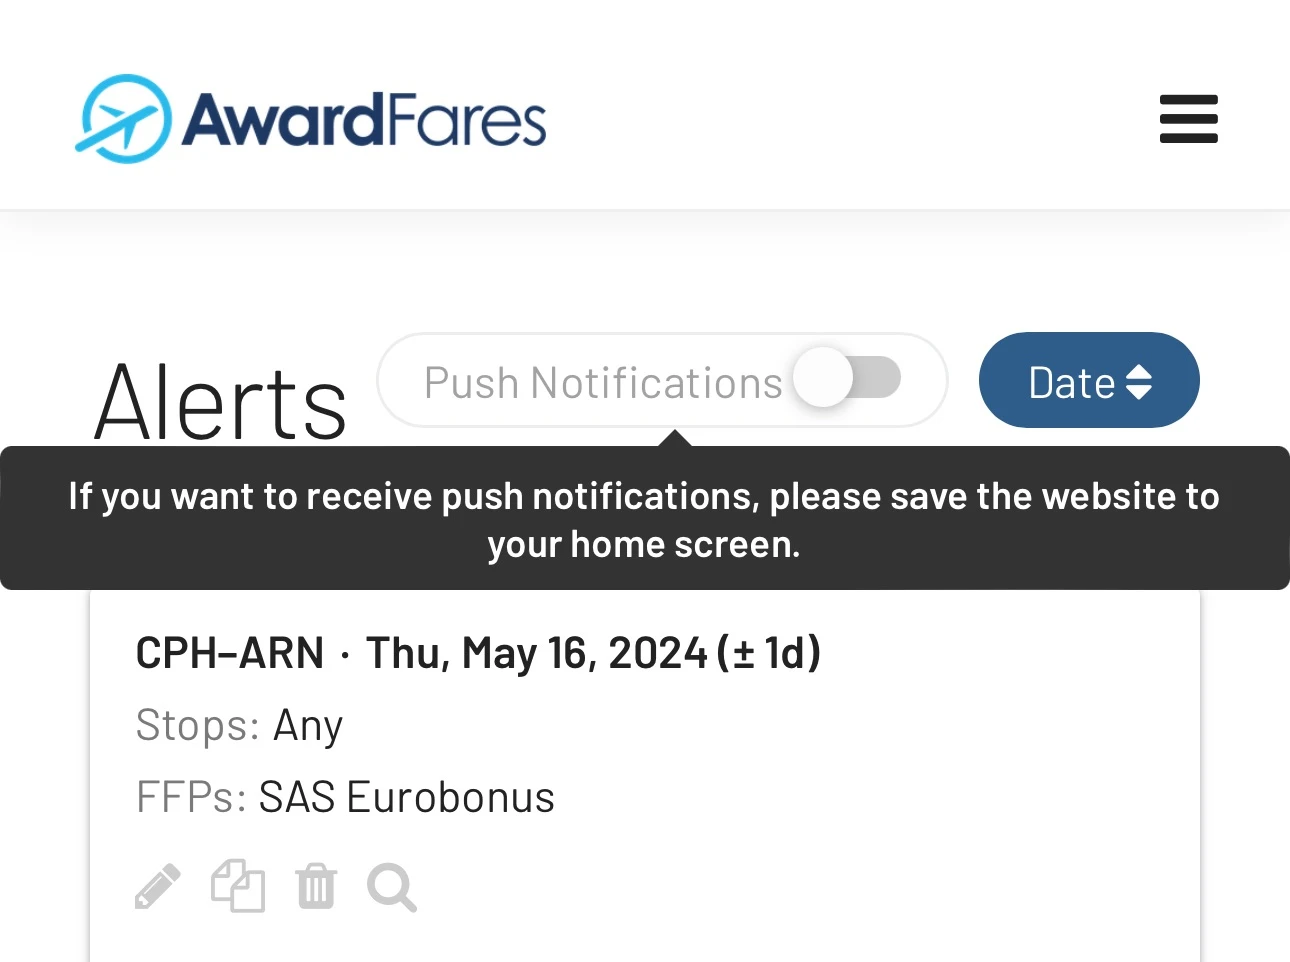 AwardFares
Alerts
Push Notifications
Date
If you want to receive push notifications, please save the website to
your home screen.
CPH–ARN · Thu, May 16, 2024 (± 1d)
Stops: Any
FFPs: SAS Eurobonus